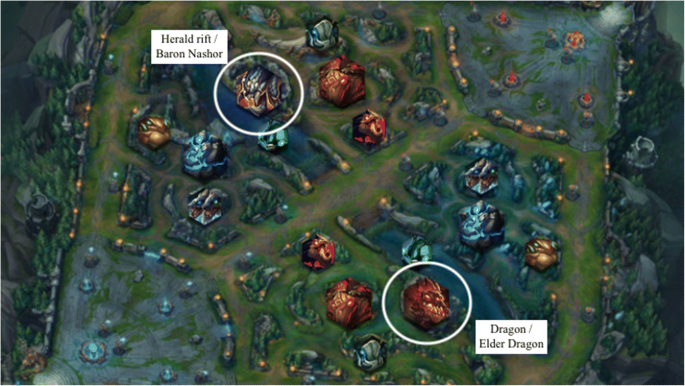 Herald rift /
Baron Nashor
Dragon /
Elder Dragon